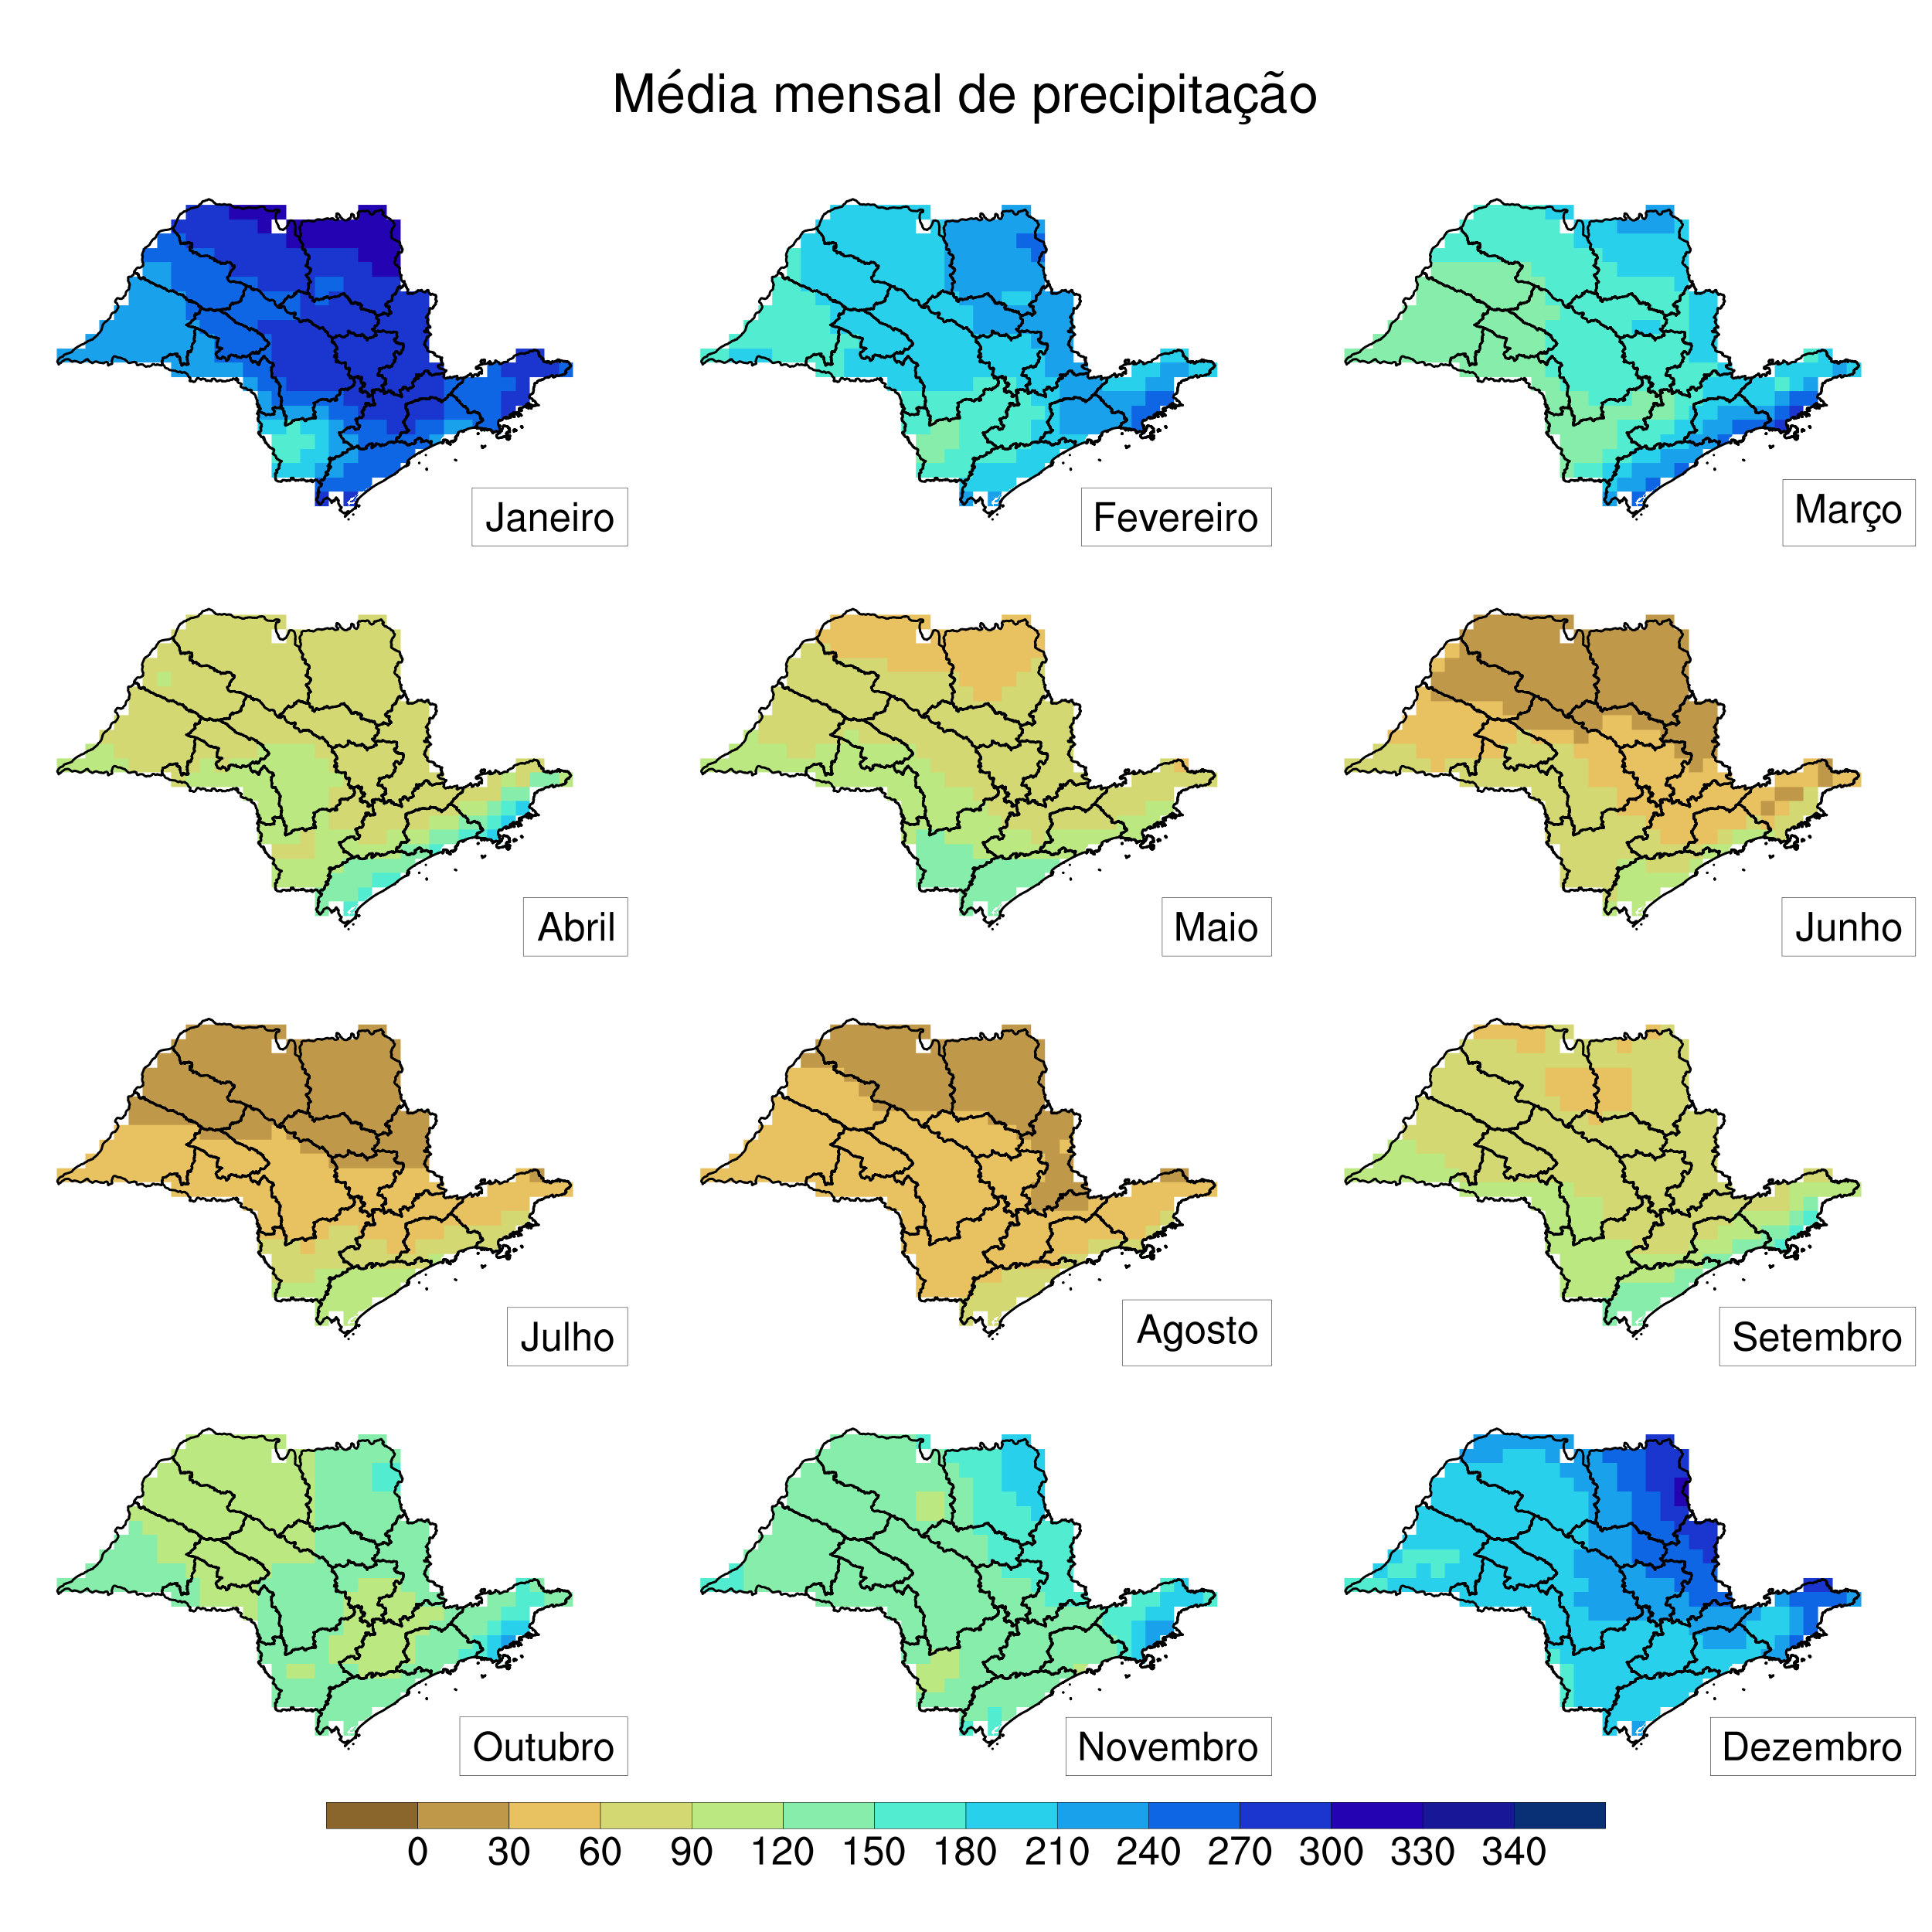 Média mensal de precipitação
Janeiro
Fevereiro
Março
Abril
Maio
Junho
Julho
Agosto
Setembro
Outubro
Novembro
Dezembro
0 30 60 90 120 150 180 210 240 270 300 330 340